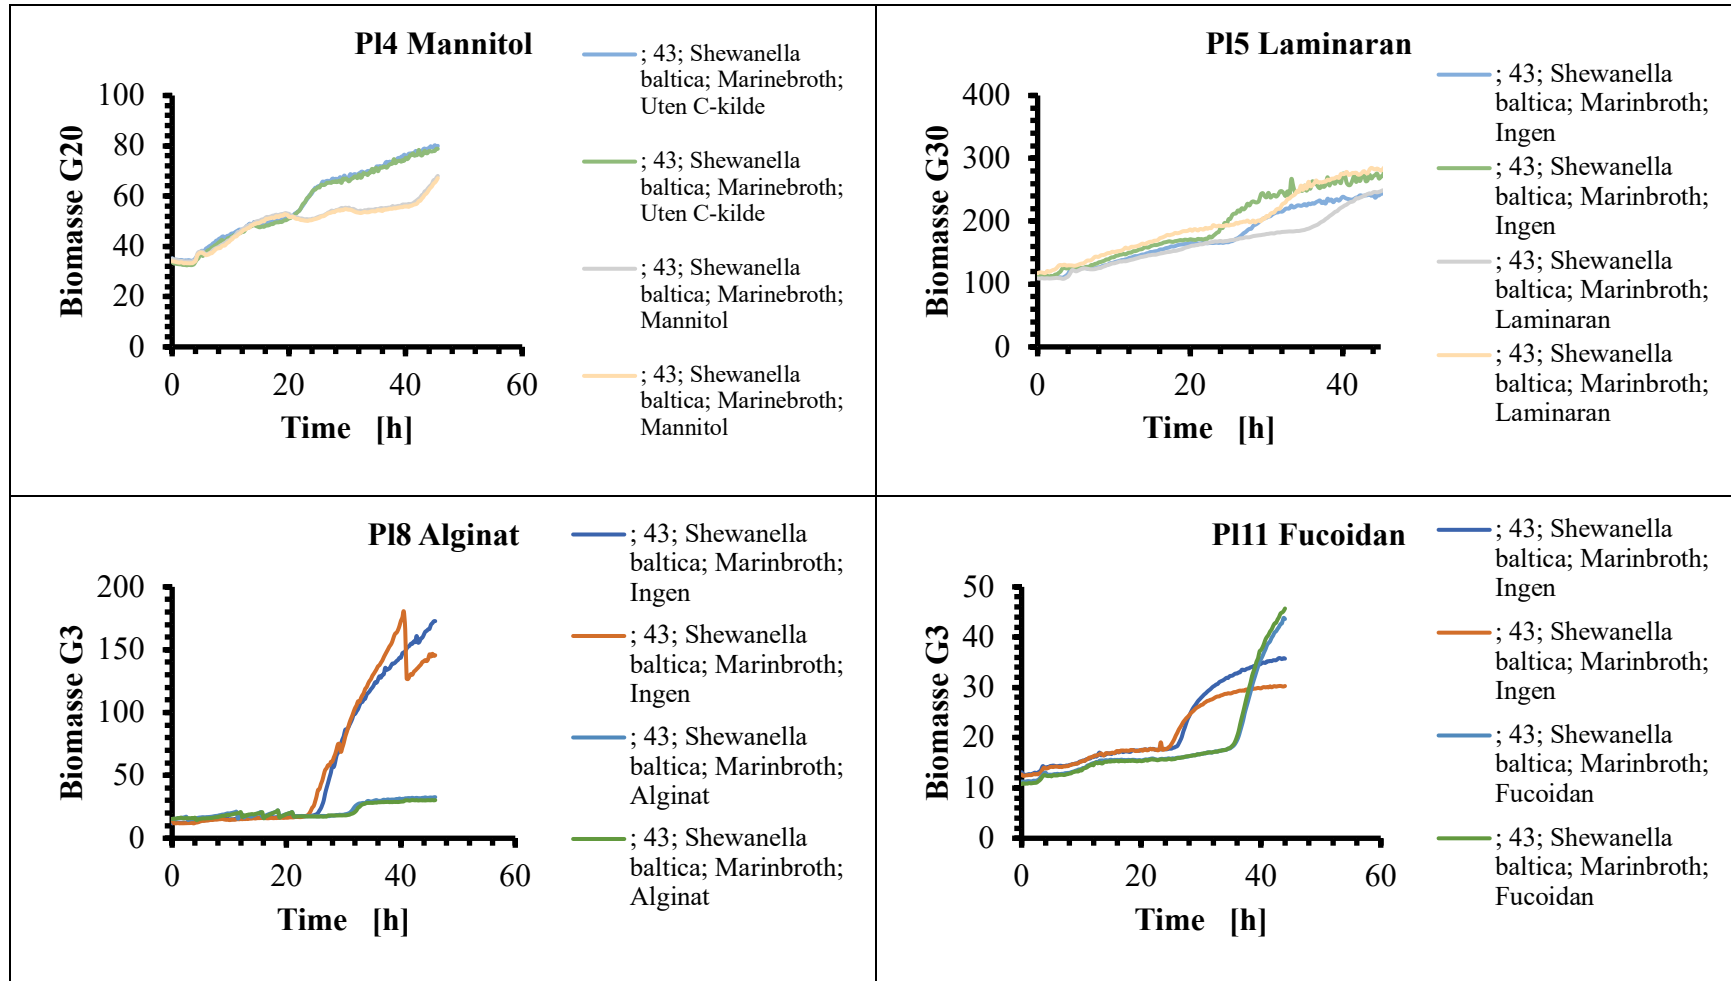 Pl4 Mannitol
Biomasse G20
100
80
60
40
20
0
0 20 40 60
Time [h]
; 43; Shewanella
baltica; Marinebroth;
Uten C-kilde
; 43; Shewanella
baltica; Marinebroth;
Uten C-kilde
; 43; Shewanella
baltica; Marinebroth;
Mannitol
; 43; Shewanella
baltica; Marinebroth;
Mannitol
Pl5 Laminaran
Biomasse G30
400
300
200
100
0
0 20 40
Time [h]
; 43; Shewanella
baltica; Marinbroth;
Ingen
; 43; Shewanella
baltica; Marinbroth;
Ingen
; 43; Shewanella
baltica; Marinbroth;
Laminaran
; 43; Shewanella
baltica; Marinbroth;
Laminaran
Pl8 Alginat
Biomasse G3
200
150
100
50
0
0 20 40 60
Time [h]
; 43; Shewanella
baltica; Marinbroth;
Ingen
; 43; Shewanella
baltica; Marinbroth;
Ingen
; 43; Shewanella
baltica; Marinbroth;
Alginat
; 43; Shewanella
baltica; Marinbroth;
Alginat
Pl11 Fucoidan
Biomasse G3
50
40
30
20
10
0
0 20 40 60
Time [h]
; 43; Shewanella
baltica; Marinbroth;
Ingen
; 43; Shewanella
baltica; Marinbroth;
Ingen
; 43; Shewanella
baltica; Marinbroth;
Fucoidan
; 43; Shewanella
baltica; Marinbroth;
Fucoidan